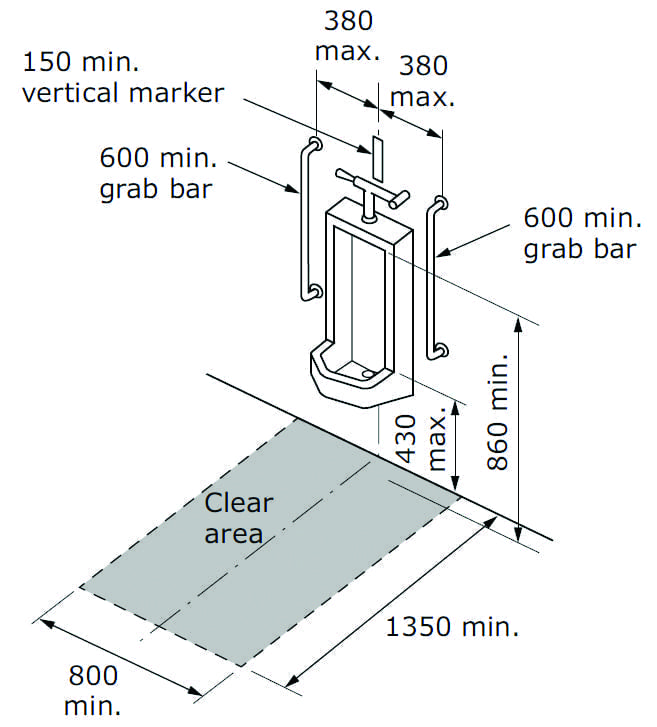 380
max.
380
max.
150 min.
vertical marker
600 min.
grab bar
600 min.
grab bar
430
max.
860 min.
Clear
area
1350 min.
800
min.